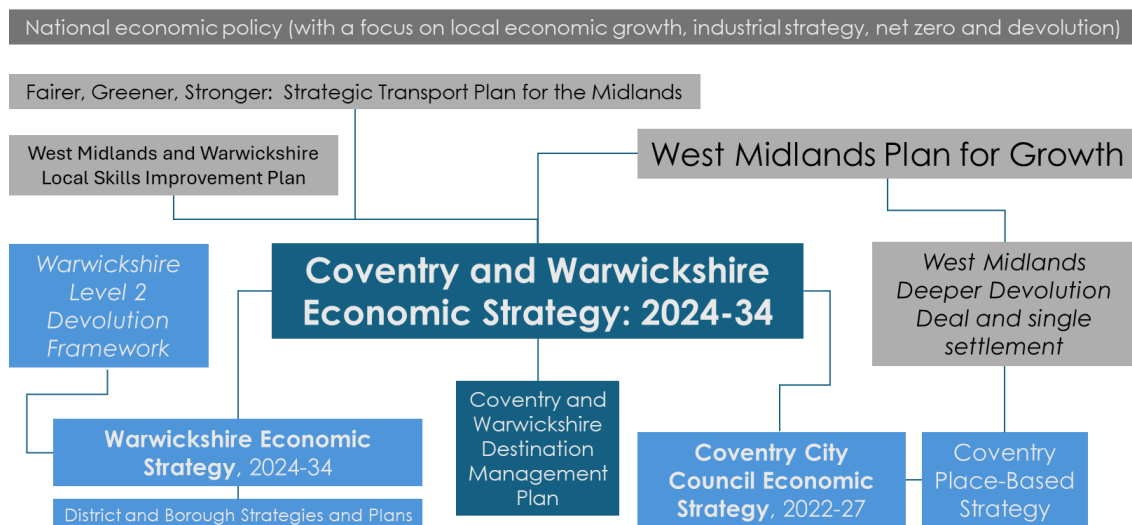 National economic policy (with a focus on local economic growth, industrial strategy, net zero and devolution)
Fairer, Greener, Stronger: Strategic Transport Plan for the Midlands
West Midlands and Warwickshire
Local Skills Improvement Plan
West Midlands Plan for Growth
Warwickshire
Level 2
Devolution
Framework
Coventry and Warwickshire
Economic Strategy: 2024-34
West Midlands
Deeper Devolution
Deal and single
settlement
Warwickshire Economic
Strategy, 2024-34
District and Borough Strategies and Plans
Coventry and
Warwickshire
Destination
Management
Plan
Coventry City
Council Economic
Strategy, 2022-27
Coventry
Place-Based
Strategy